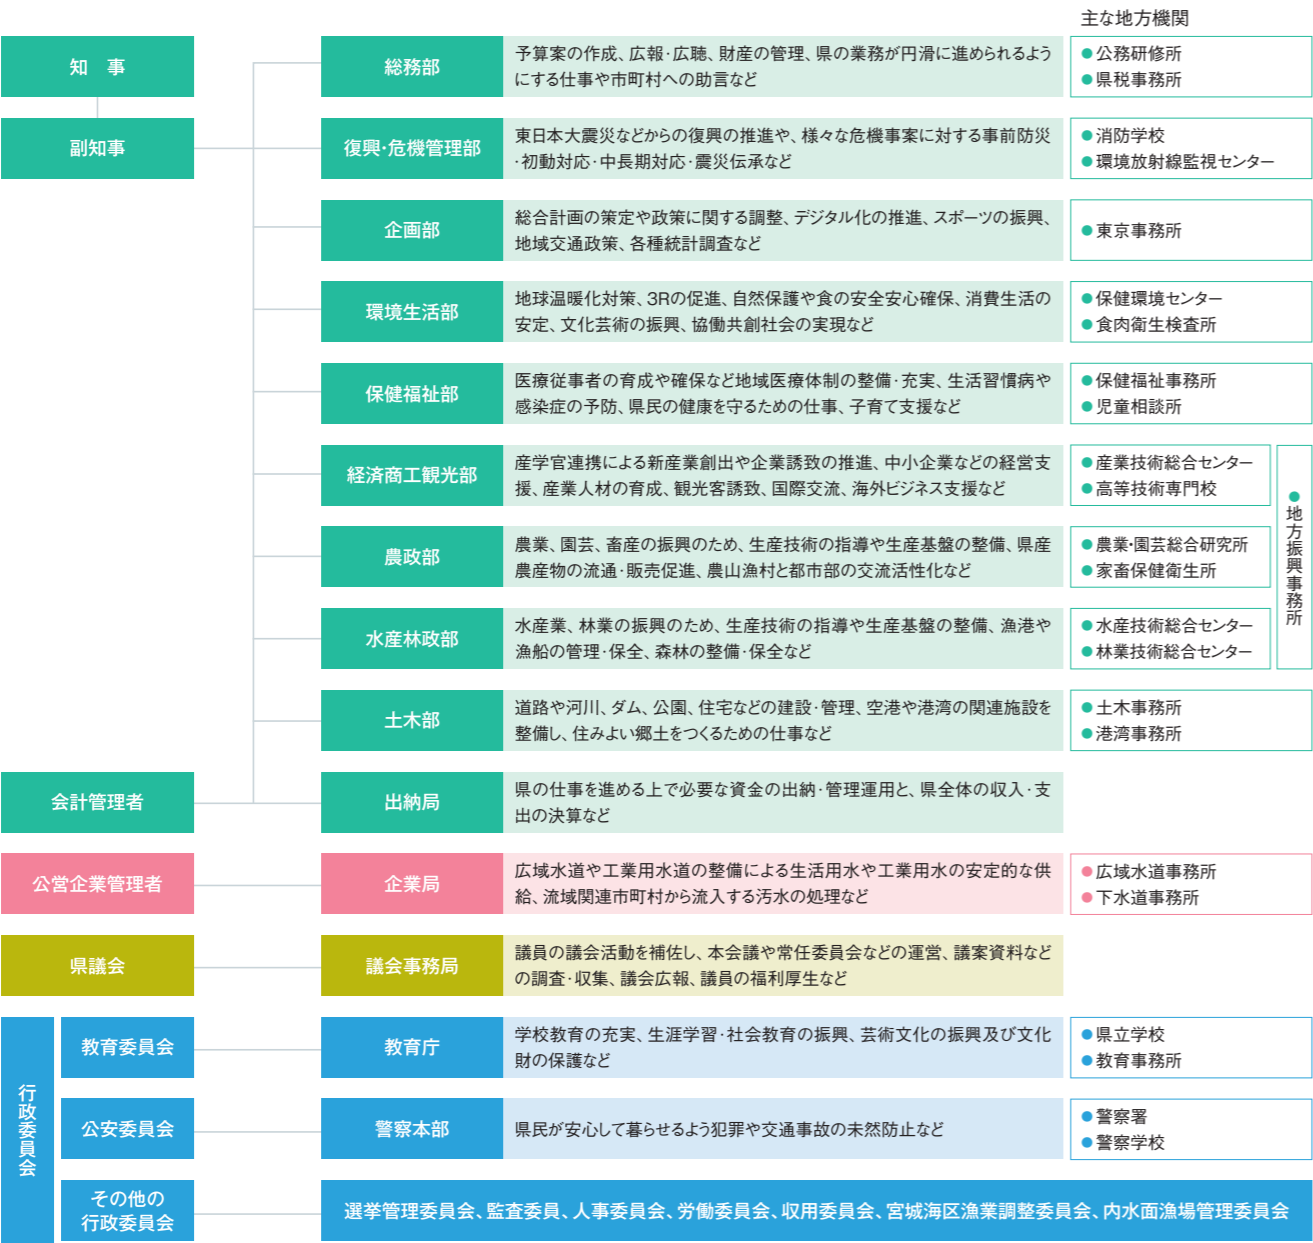 主な地方機関
知　事
総務部
予算案の作成、広報・広聴、財産の管理、県の業務が円滑に進められるよう
にする仕事や市町村への助言など
●公務研修所
●県税事務所
副知事
復興・危機管理部
東日本大震災などからの復興の推進や、様々な危機事案に対する事前防災
・初動対応・中長期対応・震災伝承など
●消防学校
●環境放射線監視センター
企画部
総合計画の策定や政策に関する調整、デジタル化の推進、スポーツの振興、
地域交通政策、各種統計調査など
●東京事務所
環境生活部
地球温暖化対策、3Rの促進、自然保護や食の安全安心確保、消費生活の
安定、文化芸術の振興、協働共創社会の実現など
●保健環境センター
●食肉衛生検査所
保健福祉部
医療従事者の育成や確保など地域医療体制の整備・充実、生活習慣病や
感染症の予防、県民の健康を守るための仕事、子育て支援など
●保健福祉事務所
●児童相談所
経済商工観光部
産学官連携による新産業創出や企業誘致の推進、中小企業などの経営支
援、産業人材の育成、観光客誘致、国際交流、海外ビジネス支援など
●産業技術総合センター
●高等技術専門校
●地方振興事務所
農政部
農業、園芸、畜産の振興のため、生産技術の指導や生産基盤の整備、県産
農産物の流通・販売促進、農山漁村と都市部の交流活性化など
●農業・園芸総合研究所
●家畜保健衛生所
水産林政部
水産業、林業の振興のため、生産技術の指導や生産基盤の整備、漁港や
漁船の管理・保全、森林の整備・保全など
●水産技術総合センター
●林業技術総合センター
土木部
道路や河川、ダム、公園、住宅などの建設・管理、空港や港湾の関連施設を
整備し、住みよい郷土をつくるための仕事など
●土木事務所
●港湾事務所
会計管理者
出納局
県の仕事を進める上で必要な資金の出納・管理運用と、県全体の収入・支
出の決算など
公営企業管理者
企業局
広域水道や工業用水道の整備による生活用水や工業用水の安定的な供
給、流域関連市町村から流入する汚水の処理など
●広域水道事務所
●下水道事務所
県議会
議会事務局
議員の議会活動を補佐し、本会議や常任委員会などの運営、議案資料など
の調査・収集、議会広報、議員の福利厚生など
行政委員会
教育委員会
教育庁
学校教育の充実、生涯学習・社会教育の振興、芸術文化の振興及び文化
財の保護など
●県立学校
●教育事務所
公安委員会
警察本部
県民が安心して暮らせるよう犯罪や交通事故の未然防止など
●警察署
●警察学校
その他の
行政委員会
選挙管理委員会、監査委員、人事委員会、労働委員会、収用委員会、宮城海区漁業調整委員会、内水面漁場管理委員会